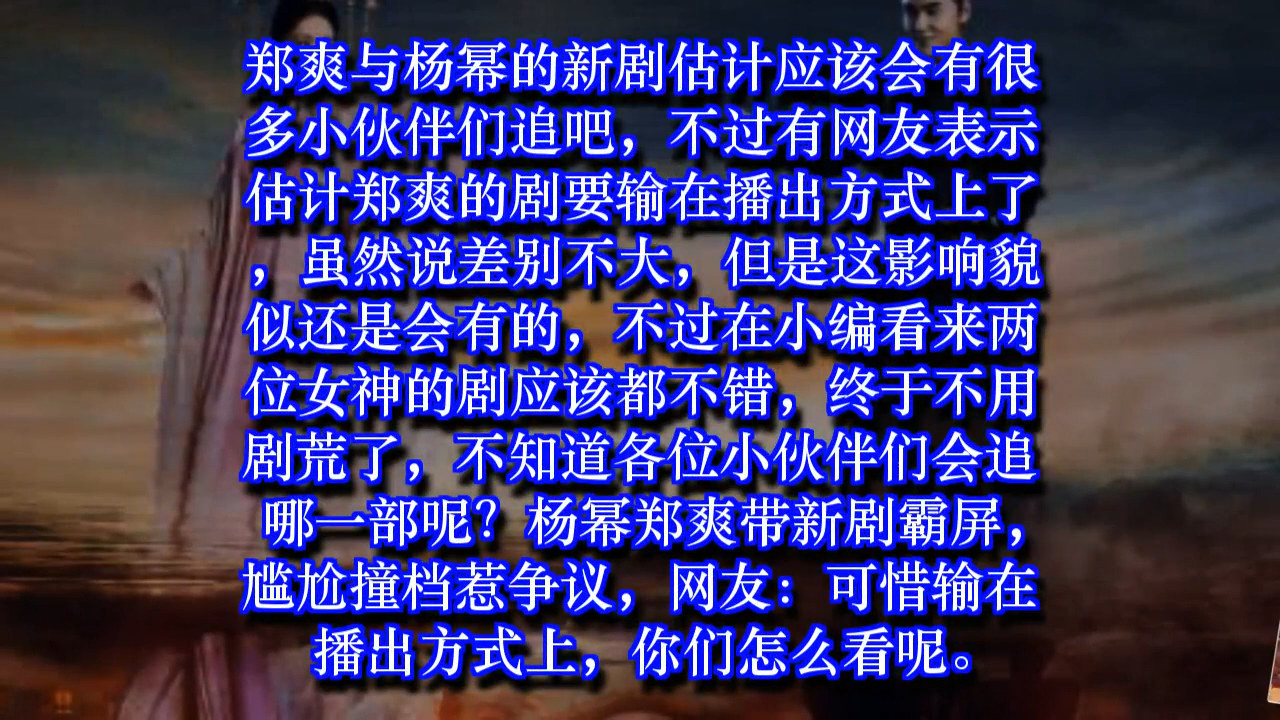 郑爽与杨幂的新剧估计应该会有很
多小伙伴们追吧，不过有网友表示
估计郑爽的剧要输在播出方式上了
，虽然说差别不大，但是这影响貌
似还是会有的，不过在小编看来两
位女神的剧应该都不错，终于不用
剧荒了，不知道各位小伙伴们会追
哪一部呢？杨幂郑爽带新剧霸屏，
尴尬撞档惹争议，网友：可惜输在
播出方式上，你们怎么看呢。